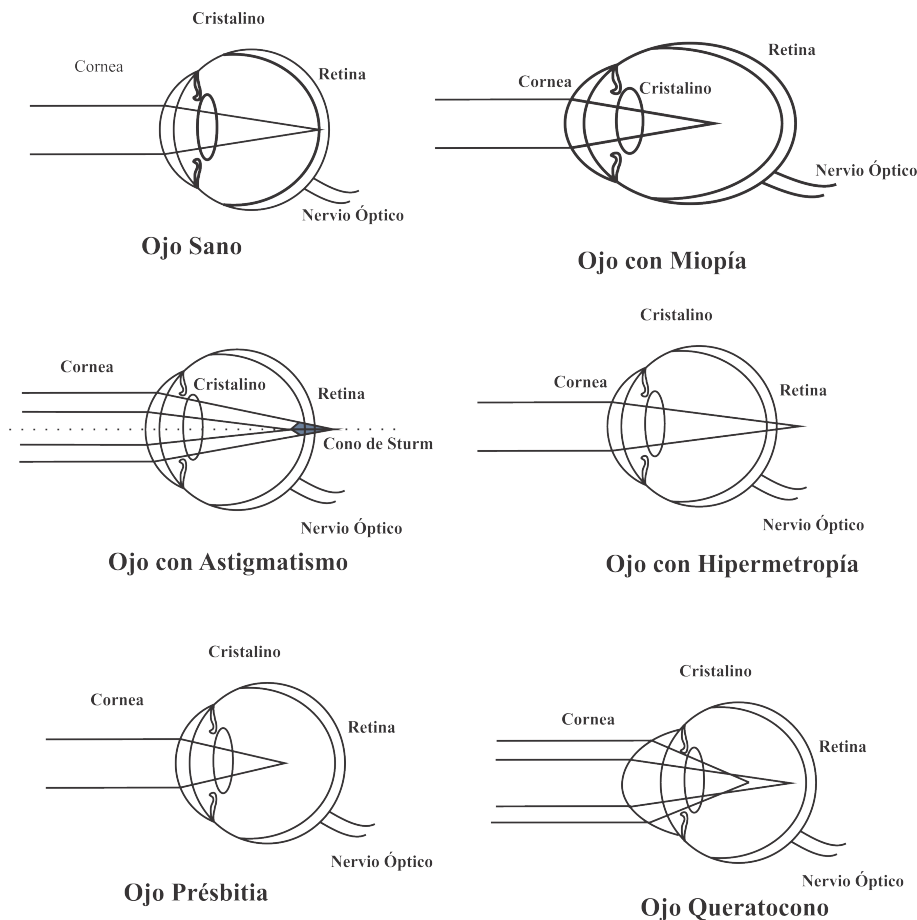 Cristalino
Cornea
Retina
Nervio Óptico
Ojo Sano
Retina
Cornea
Cristalino
Nervio Óptico
Ojo con Miopía
Cornea
Cristalino
Retina
Cono de Sturm
Nervio Óptico
Ojo con Astigmatismo
Cristalino
Cornea
Retina
Nervio Óptico
Ojo con Hipermetropía
Cristalino
Cornea
Retina
Nervio Óptico
Ojo Présbitia
Cristalino
Cornea
Retina
Nervio Óptico
Ojo Queratocono